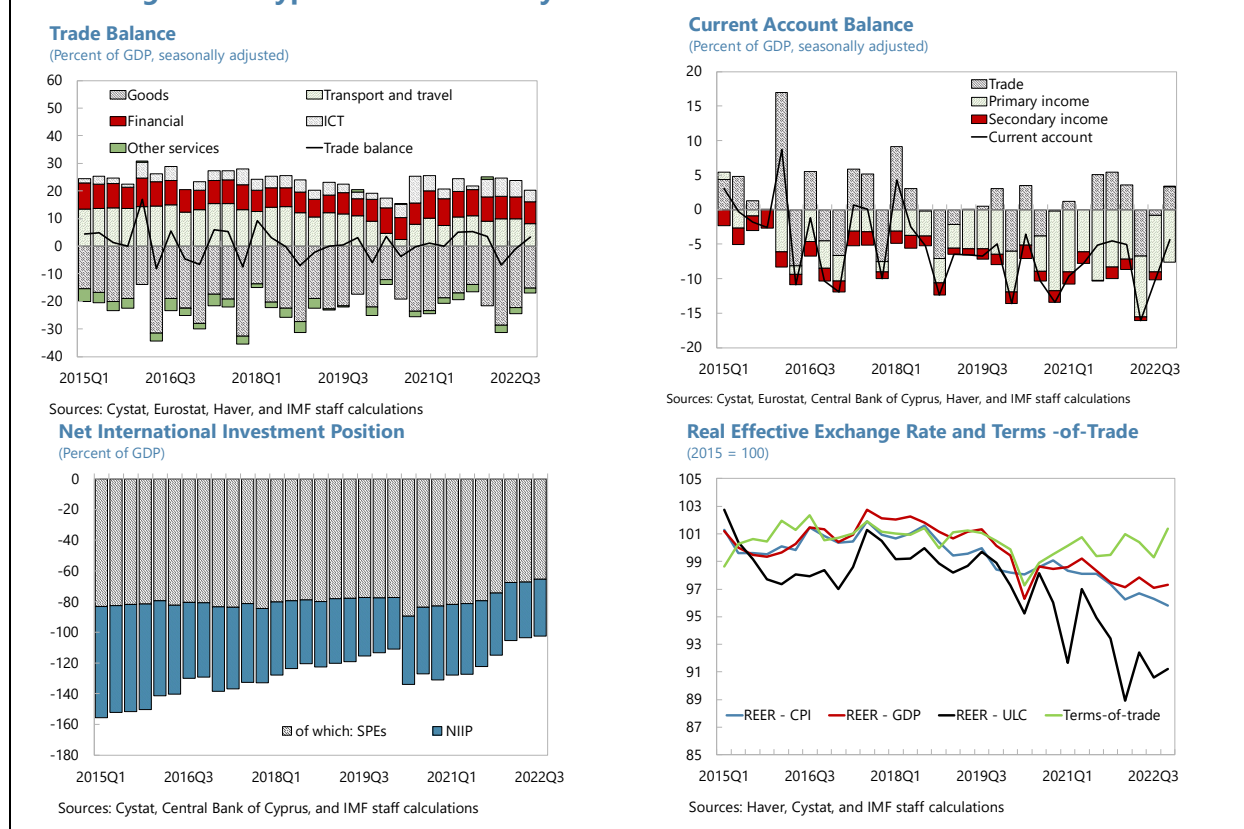 Trade Balance
(Percent of GDP, seasonally adjusted)
60
50
40
30
20
10
0
-10
-20
-30
-40
Goods
Transport and travel
Financial
ICT
Other services
Trade balance
2015Q1 2016Q3 2018Q1 2019Q3 2021Q1 2022Q3
Sources: Cystat, Eurostat, Haver, and IMF staff calculations
Current Account Balance
(Percent of GDP, seasonally adjusted)
20
15
10
5
0
-5
-10
-15
-20
Trade
Primary income
Secondary income
Current account
2015Q1 2016Q3 2018Q1 2019Q3 2021Q1 2022Q3
Sources: Cystat, Eurostat, Central Bank of Cyprus, Haver, and IMF staff calculations
Net International Investment Position
(Percent of GDP)
0
-20
-40
-60
-80
-100
-120
-140
-160
-180
of which: SPEs
NIIP
2015Q1 2016Q3 2018Q1 2019Q3 2021Q1 2022Q3
Sources: Cystat, Central Bank of Cyprus, and IMF staff calculations
Real Effective Exchange Rate and Terms -of-Trade
(2015 = 100)
105
103
101
99
97
95
93
91
89
87
85
REER - CPI
REER - GDP
REER - ULC
Terms-of-trade
2015Q1 2016Q3 2018Q1 2019Q3 2021Q1 2022Q3
Sources: Haver, Cystat, and IMF staff calculations